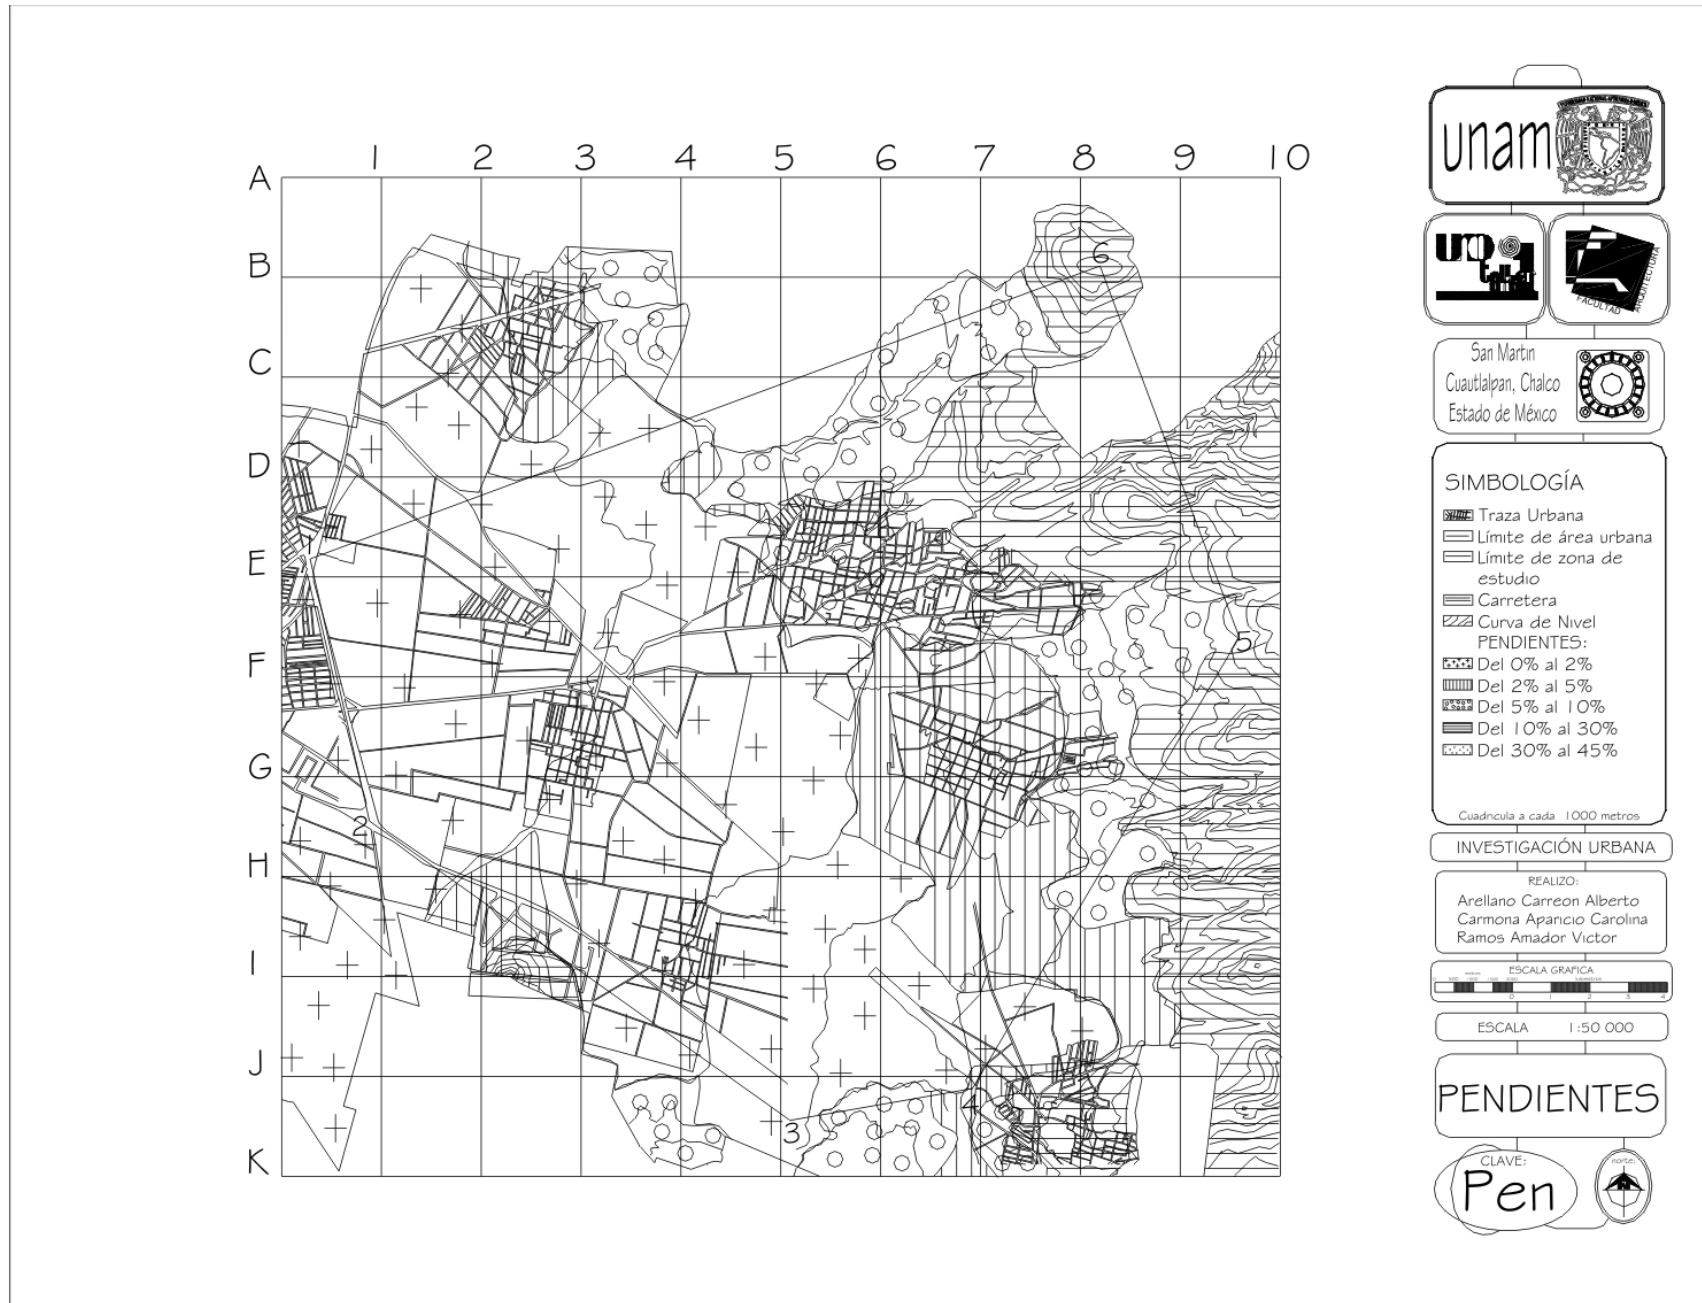 1 2 3 4 5 6 7 8 9 10
A
B
C
D
E
F
G
H
I
J
K
6
5
2
3
4
unam
FACULTAD ARQUITECTURA
San Martin
Cuautlalpan, Chalco
Estado de México
SIMBOLOGÍA
Traza Urbana
Límite de área urbana
Límite de zona de
estudio
Carretera
Curva de Nivel
PENDIENTES:
Del 0% al 2%
Del 2% al 5%
Del 5% al 10%
Del 10% al 30%
Del 30% al 45%
Cuadricula a cada 1000 metros
INVESTIGACIÓN URBANA
REALIZO:
Arellano Carreon Alberto
Carmona Aparicio Carolina
Ramos Amador Victor
ESCALA GRAFICA
0 1 2 3 4
ESCALA 1:50 000
PENDIENTES
CLAVE:
Pen
norte: